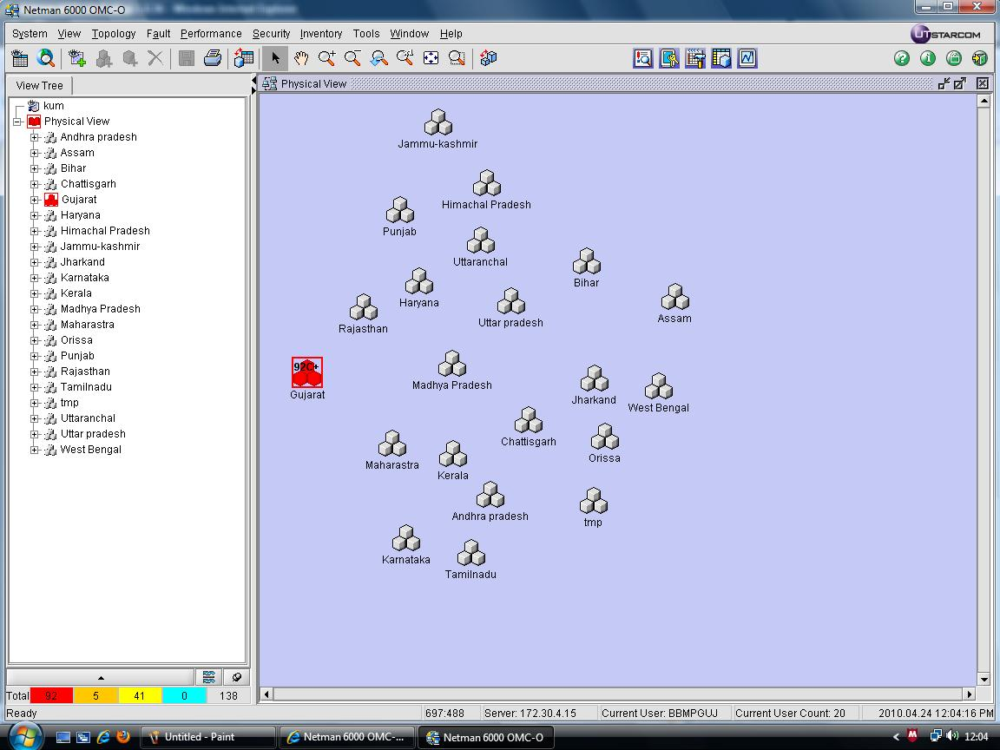 Netman 6000 OMC-O
System View Topology Fault Performance Security Inventory Tools Window Help
UTSTARCOM
View Tree
Physical View
kum
Physical View
Andhra pradesh
Assam
Bihar
Chattisgarh
Gujarat
Haryana
Himachal Pradesh
Jammu-kashmir
Jharkand
Karnataka
Kerala
Madhya Pradesh
Maharastra
Orissa
Punjab
Rajasthan
Tamilnadu
tmp
Uttaranchal
Uttar pradesh
West Bengal
Jammu-kashmir
Himachal Pradesh
Punjab
Uttaranchal
Bihar
Haryana
Assam
Uttar pradesh
Rajasthan
92C+
Gujarat
Madhya Pradesh
Jharkand
West Bengal
Chattisgarh
Orissa
Maharastra
Kerala
Andhra pradesh
tmp
Karnataka
Tamilnadu
Total 92 5 41 0 138
Ready 697:488 Server: 172.30.4.15 Current User: BBMPGUJ Current User Count: 20 2010.04.24 12:04:16 PM
Untitled - Paint Netman 6000 OMC-... Netman 6000 OMC-O 12:04